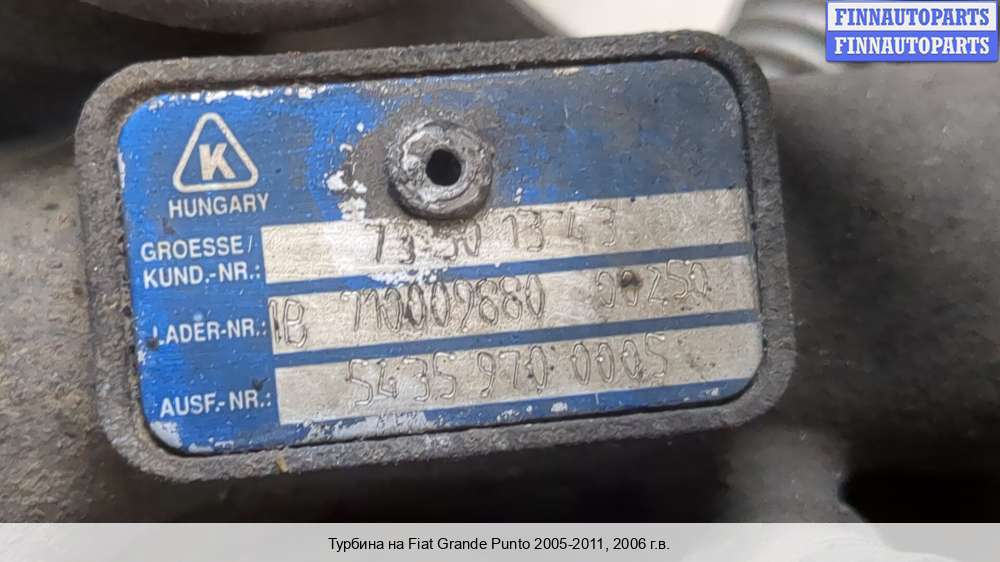 FINNAUTOPARTS
FINNAUTOPARTS
K
HUNGARY
GROESSE/
KUND.-NR.: 73501343
LADER-NR.: 1B 710009880 00250
AUSF.-NR.: 5435 970 0005
Турбина на Fiat Grande Punto 2005-2011, 2006 г.в.